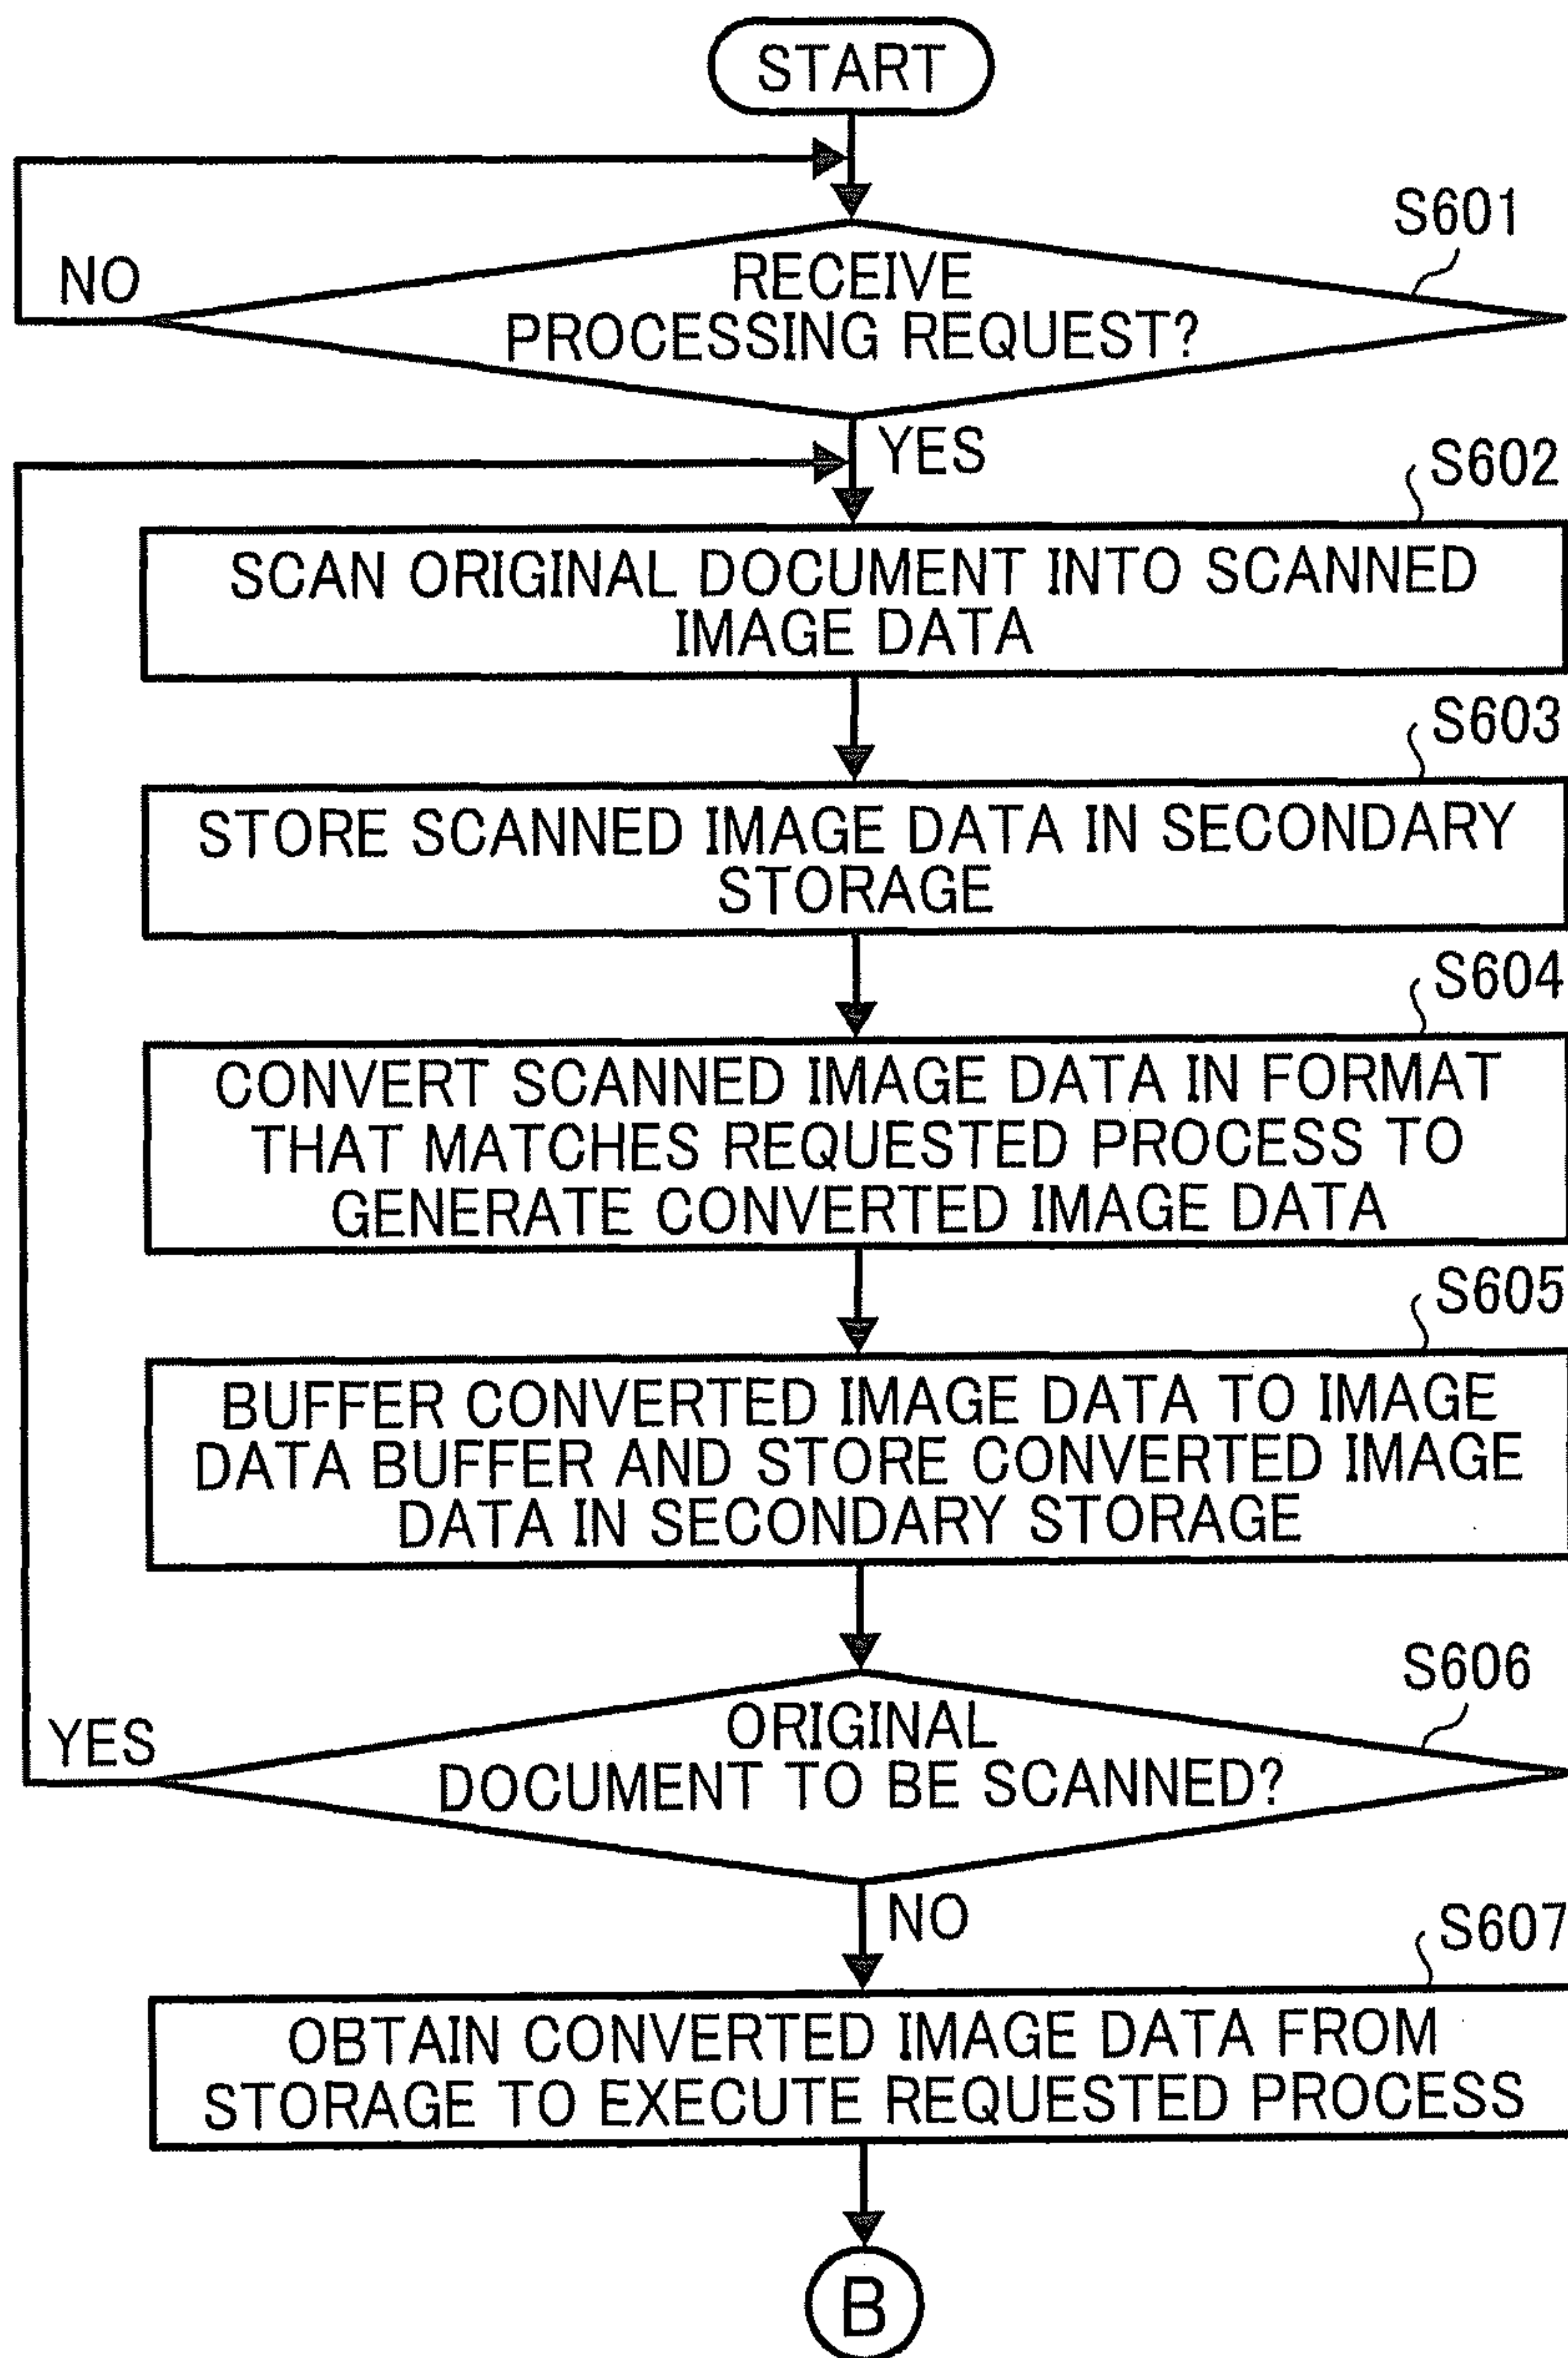 START
S601
NO
RECEIVE
PROCESSING REQUEST?
YES
S602
SCAN ORIGINAL DOCUMENT INTO SCANNED
IMAGE DATA
S603
STORE SCANNED IMAGE DATA IN SECONDARY
STORAGE
S604
CONVERT SCANNED IMAGE DATA IN FORMAT
THAT MATCHES REQUESTED PROCESS TO
GENERATE CONVERTED IMAGE DATA
S605
BUFFER CONVERTED IMAGE DATA TO IMAGE
DATA BUFFER AND STORE CONVERTED IMAGE
DATA IN SECONDARY STORAGE
S606
YES
ORIGINAL
DOCUMENT TO BE SCANNED?
NO
S607
OBTAIN CONVERTED IMAGE DATA FROM
STORAGE TO EXECUTE REQUESTED PROCESS
B